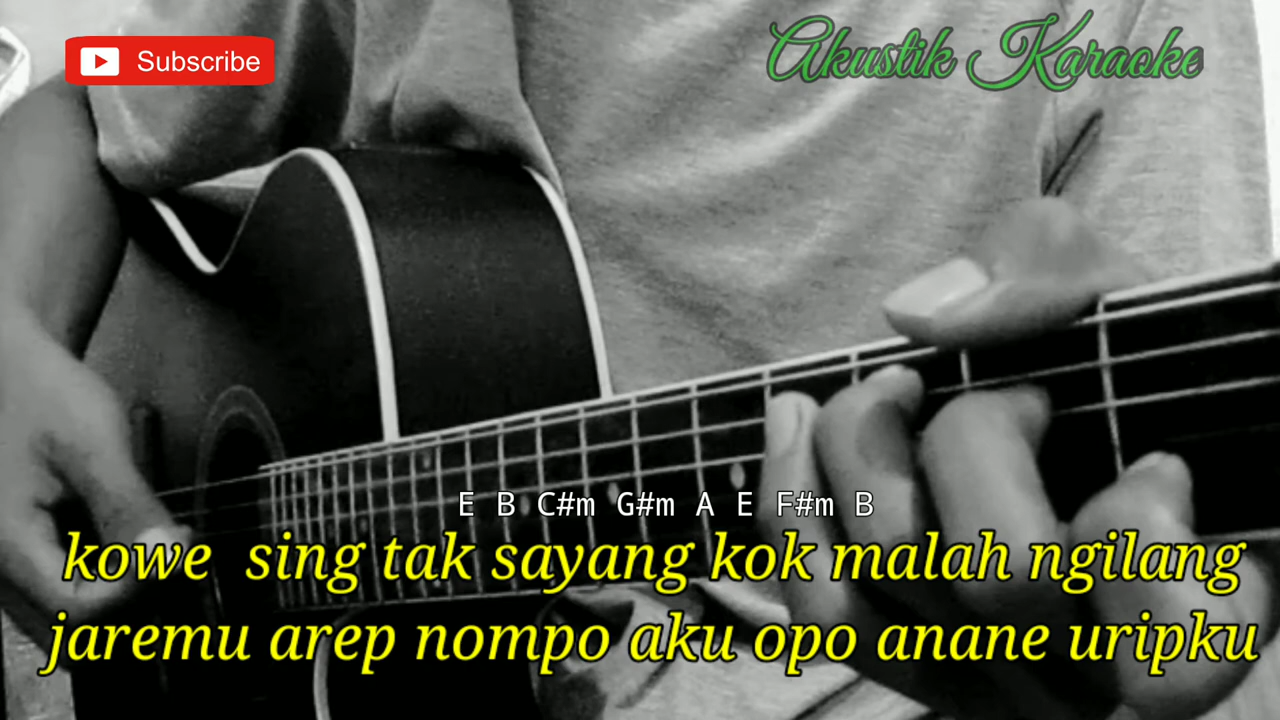 Subscribe
Akustik Karaoke
E B C#m G#m A E F#m B
kowe sing tak sayang kok malah ngilang
jaremu arep nompo aku opo anane uripku